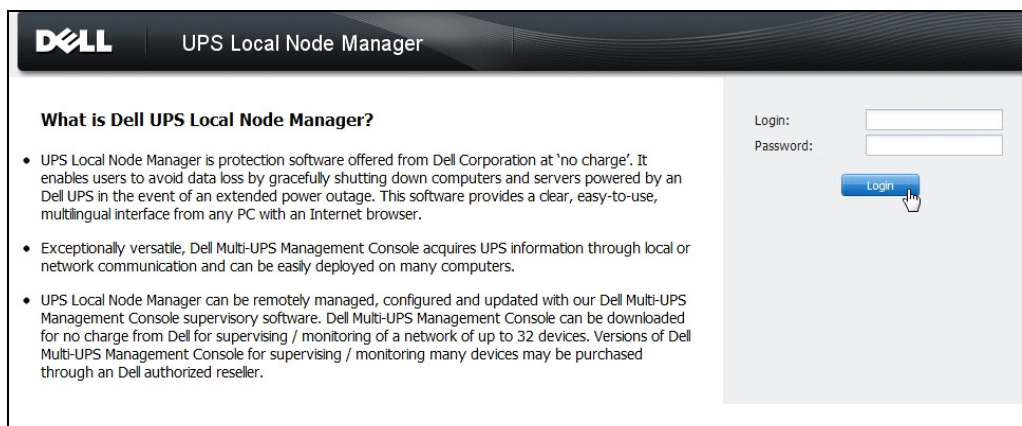 DELL
UPS Local Node Manager
What is Dell UPS Local Node Manager?
• UPS Local Node Manager is protection software offered from Dell Corporation at ‘no charge’. It
enables users to avoid data loss by gracefully shutting down computers and servers powered by an
Dell UPS in the event of an extended power outage. This software provides a clear, easy-to-use,
multilingual interface from any PC with an Internet browser.
• Exceptionally versatile, Dell Multi-UPS Management Console acquires UPS information through local or
network communication and can be easily deployed on many computers.
• UPS Local Node Manager can be remotely managed, configured and updated with our Dell Multi-UPS
Management Console supervisory software. Dell Multi-UPS Management Console can be downloaded
for no charge from Dell for supervising / monitoring of a network of up to 32 devices. Versions of Dell
Multi-UPS Management Console for supervising / monitoring many devices may be purchased
through an Dell authorized reseller.
Login:
Password:
Login